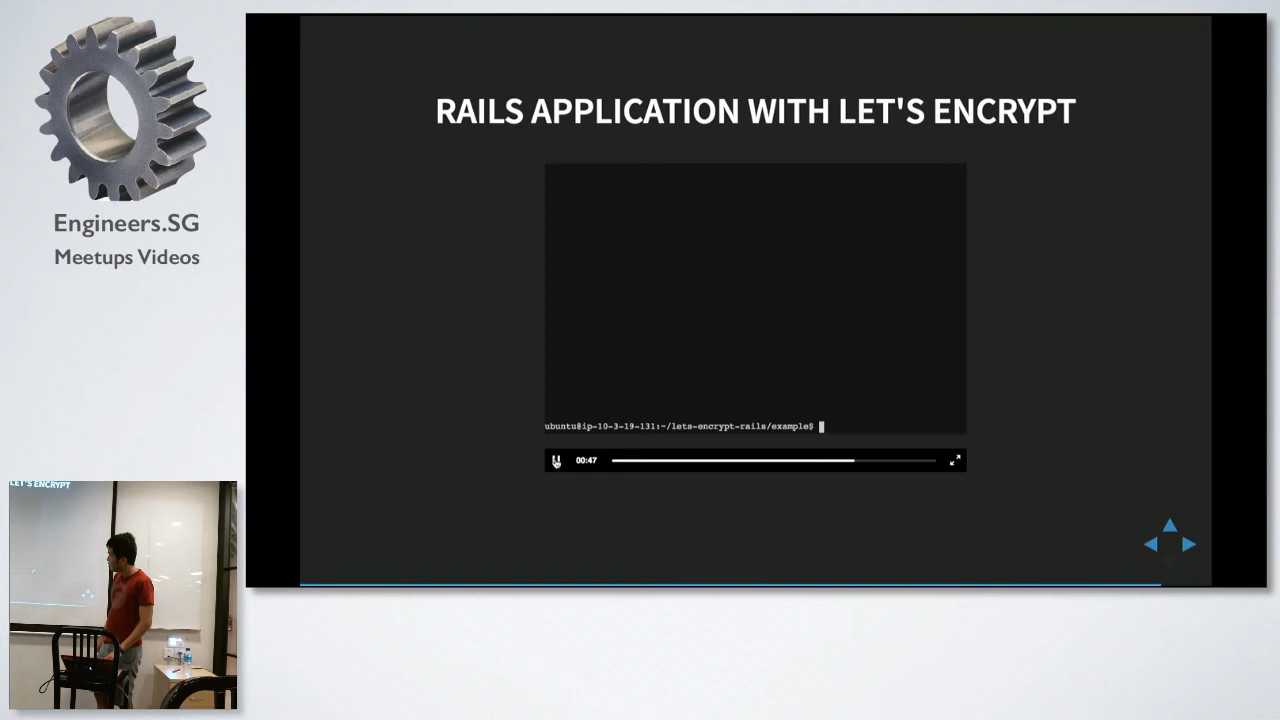 Engineers.SG
Meetups Videos
RAILS APPLICATION WITH LET'S ENCRYPT
ubuntu@ip-10-3-19-131:~/lets-encrypt-rails/example$
00:47
LET'S ENCRYPT